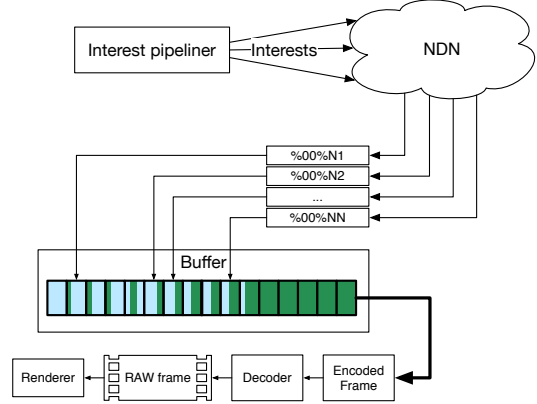 Interest pipeliner
Interests
NDN
%00%N1
%00%N2
...
%00%NN
Buffer
Renderer
RAW frame
Decoder
Encoded
Frame